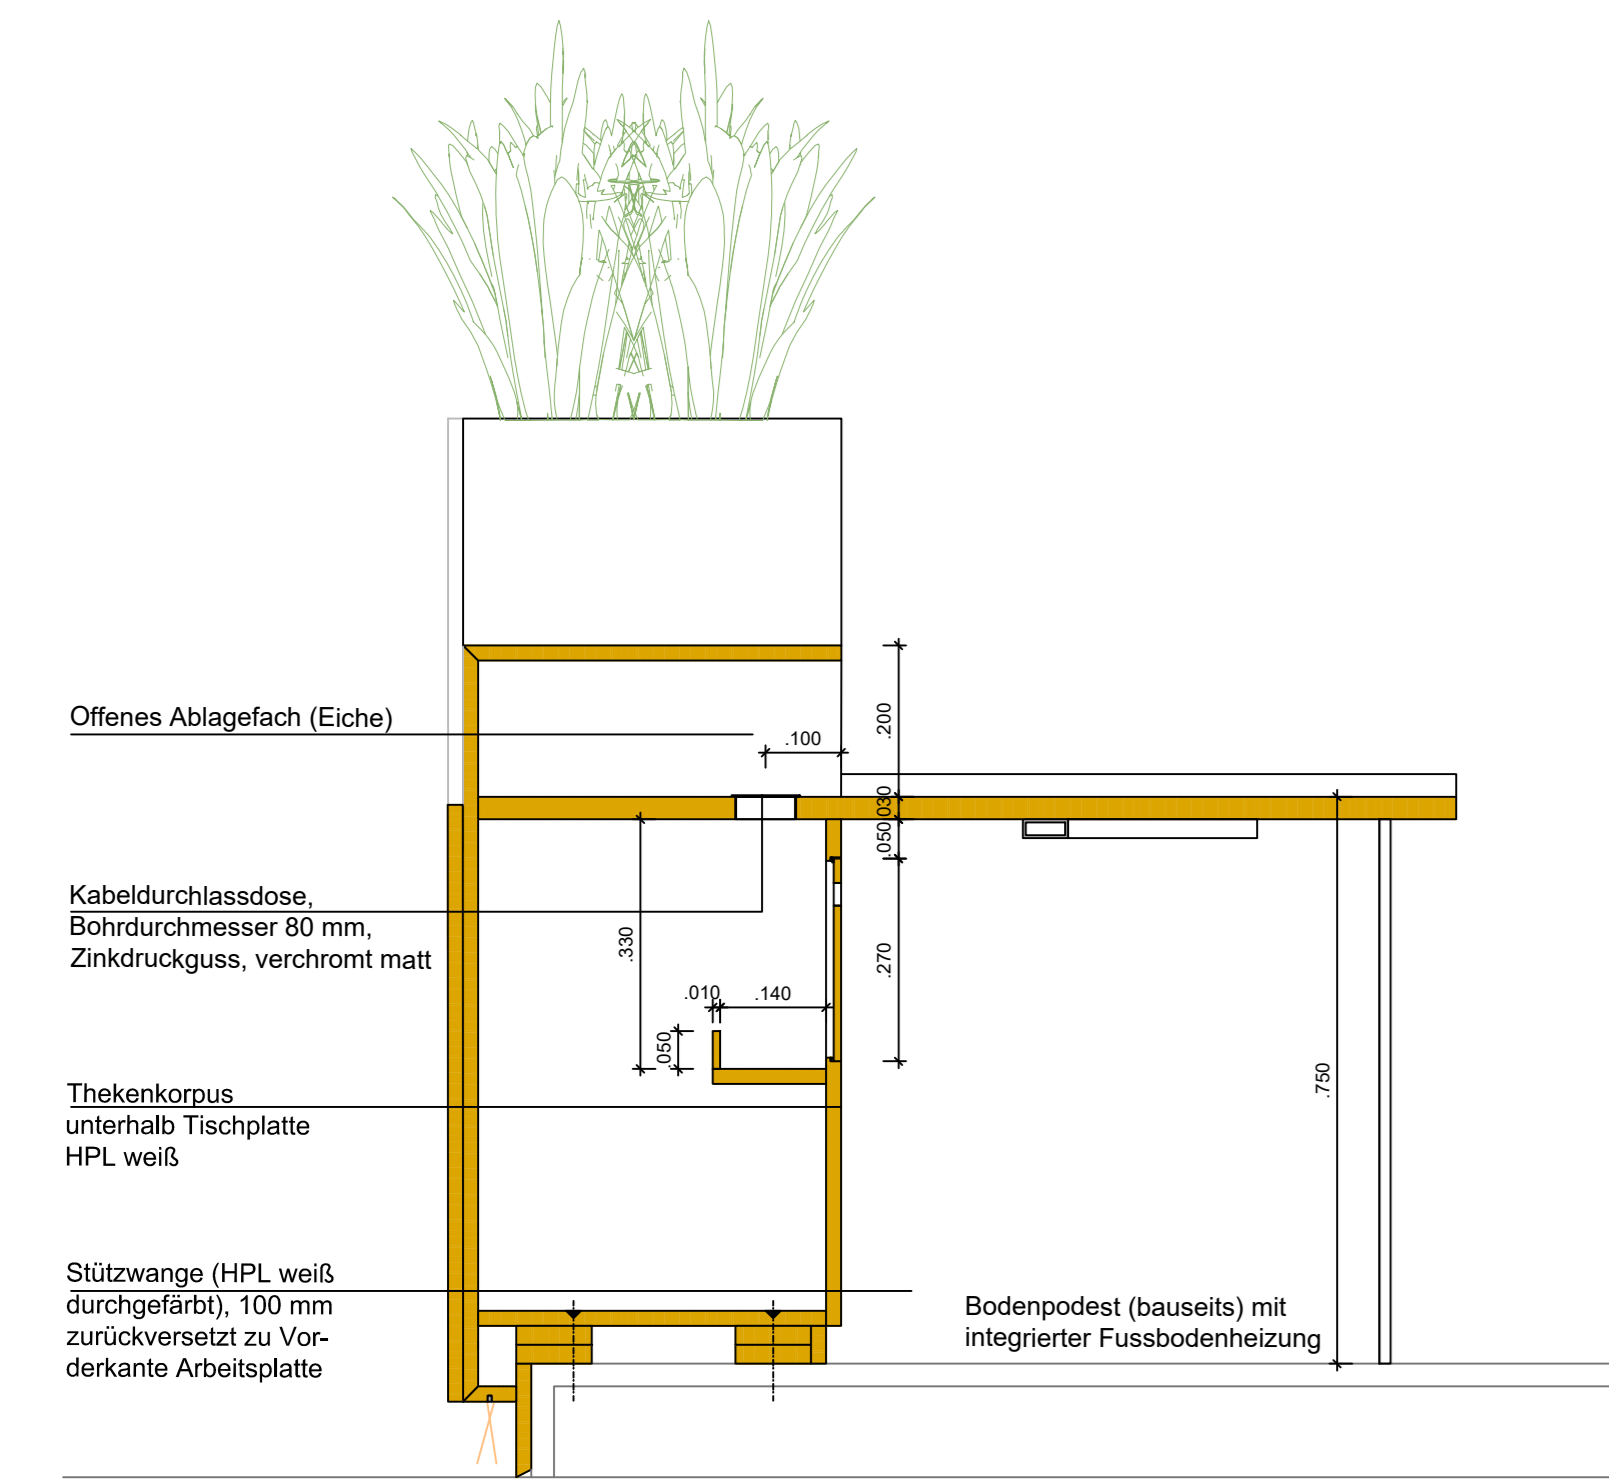 Offenes Ablagefach (Eiche)
.100
.200
.030
.050
Kabeldurchlassdose,
Bohrdurchmesser 80 mm,
Zinkdruckguss, verchromt matt
.330
.270
.010
.140
.050
.750
Thekenkorpus
unterhalb Tischplatte
HPL weiß
Stützwange (HPL weiß
durchgefärbt), 100 mm
zurückversetzt zu Vor-
derkante Arbeitsplatte
Bodenpodest (bauseits) mit
integrierter Fussbodenheizung